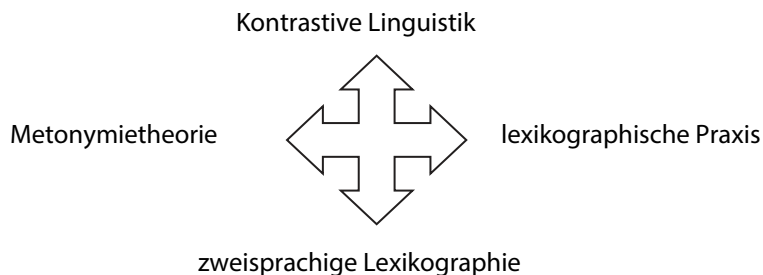 Kontrastive Linguistik
Metonymietheorie
lexikographische Praxis
zweisprachige Lexikographie